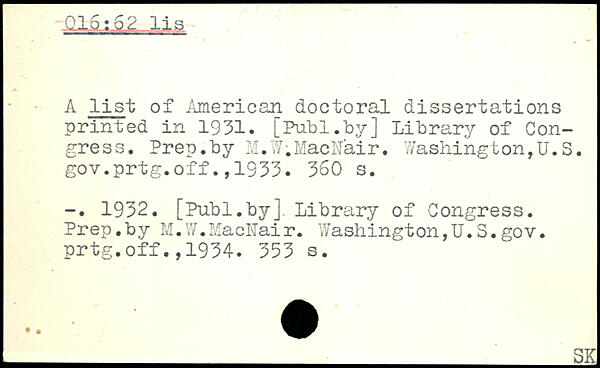 016:62 lis
A list of American doctoral dissertations
printed in 1931. [Publ.by] Library of Con-
gress. Prep.by M.W.MacNair. Washington,U.S.
gov.prtg.off.,1933. 360 s.
-. 1932. [Publ.by] Library of Congress.
Prep.by M.W.MacNair. Washington,U.S.gov.
prtg.off.,1934. 353 s.
SK